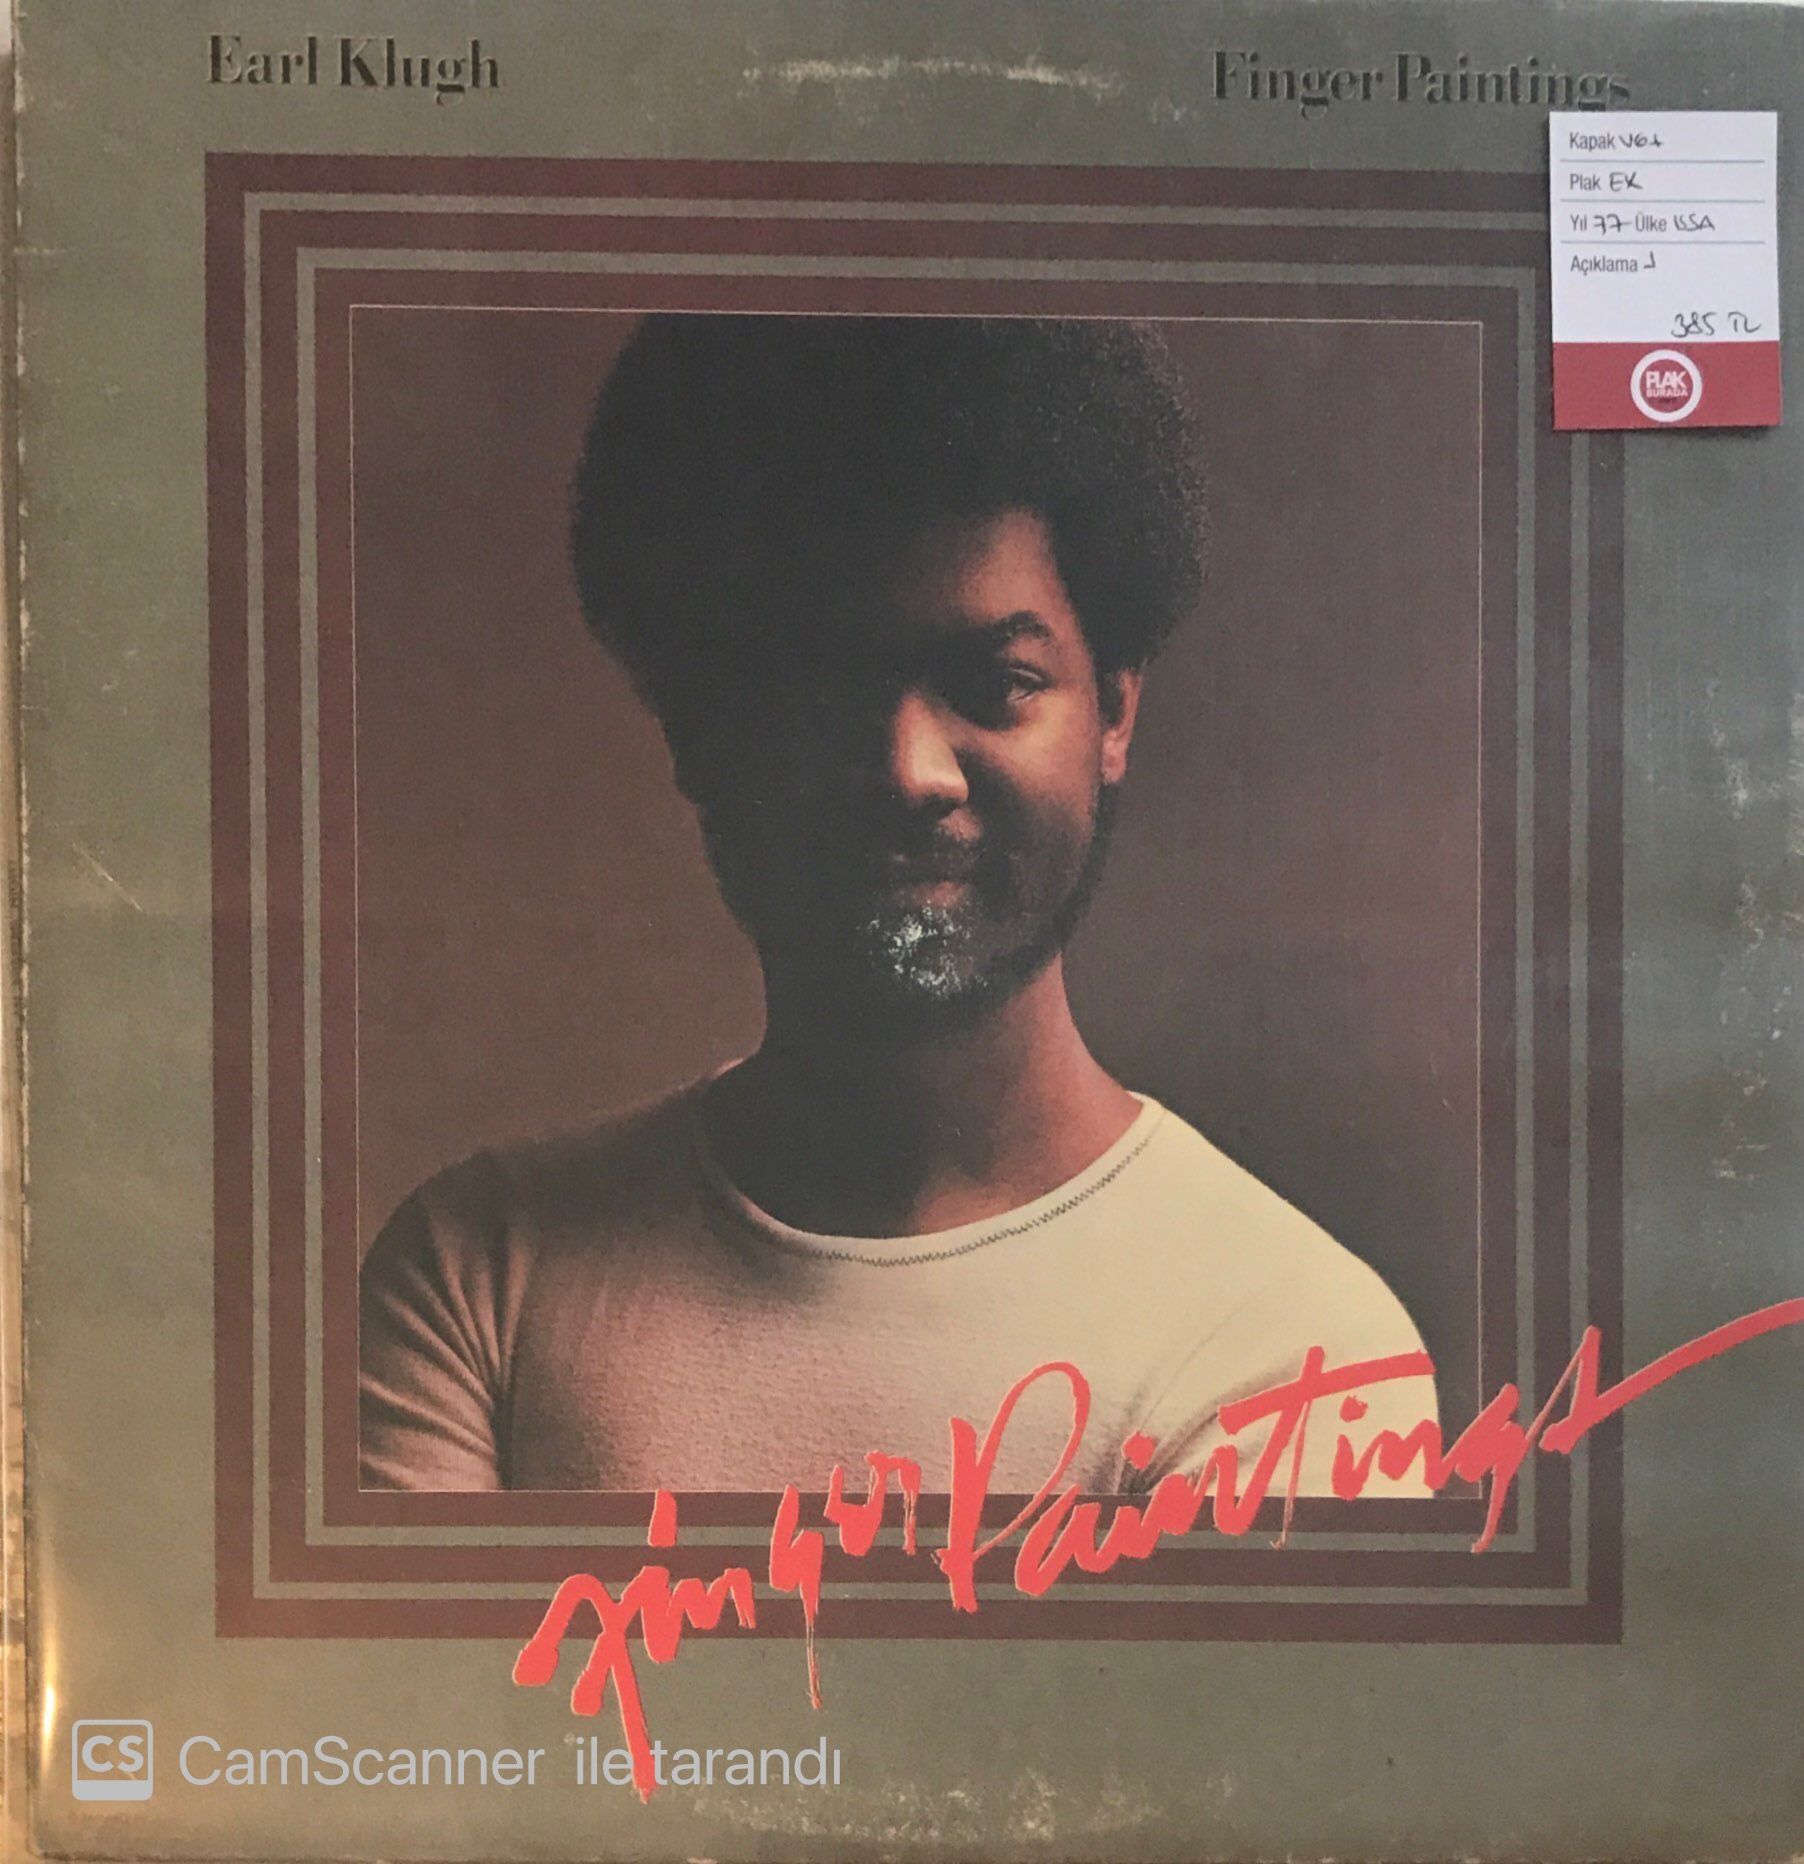 Earl Klugh
Finger Paintings
Kapak VG+
Plak EX
Yıl 77 Ülke USA
Açıklama
385 TL
PLAK
BURADA
Finger Paintings
CS CamScanner ile tarandı